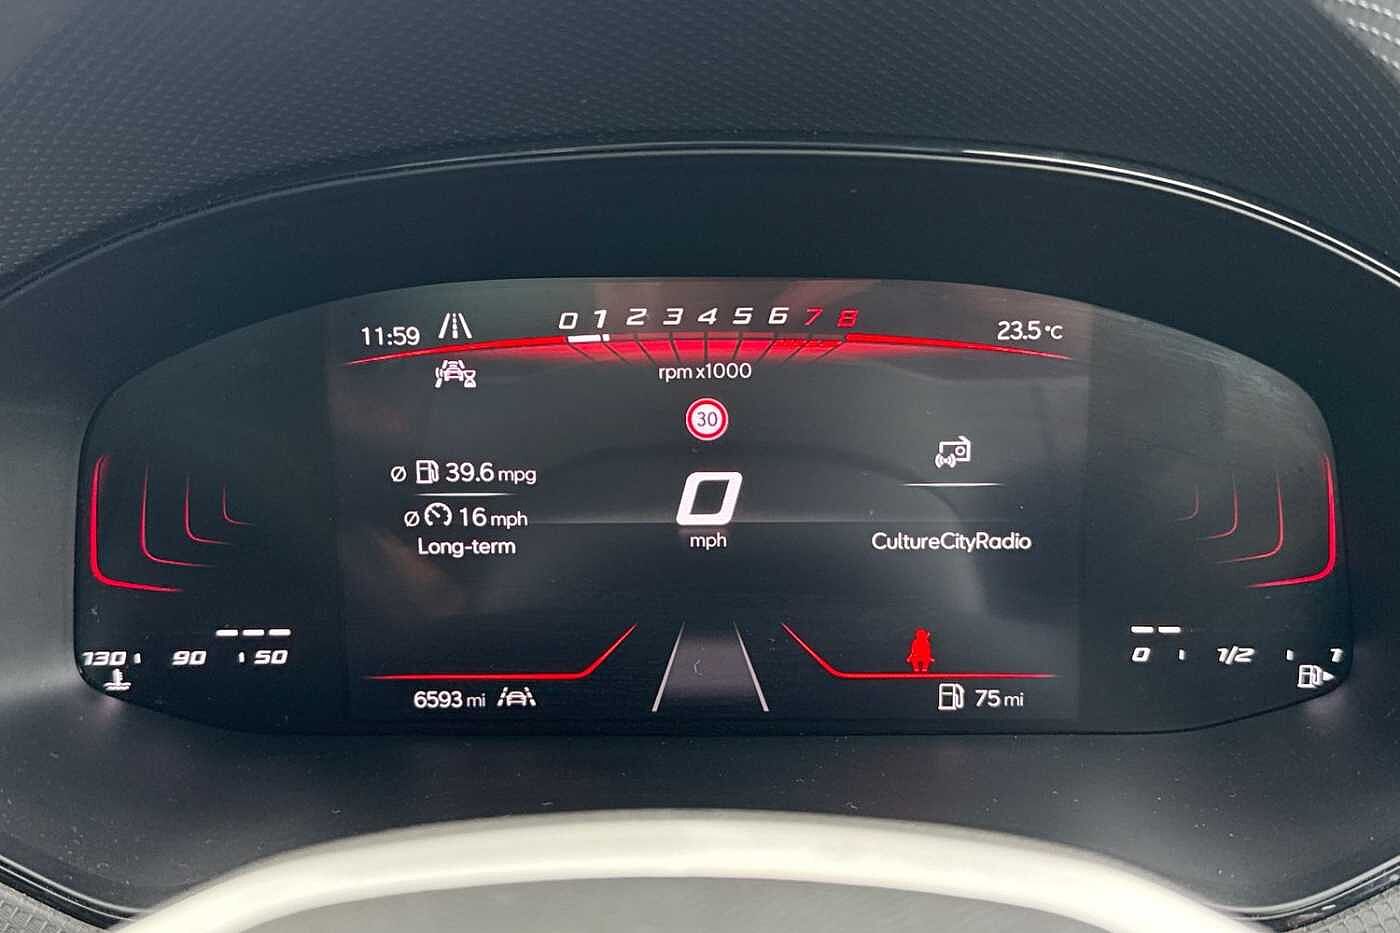 11:59
0 1 2 3 4 5 6 7 8
23.5°C
rpm x1000
30
Ø 39.6 mpg
Ø 16 mph
Long-term
0
mph
CultureCityRadio
130 90 50
0 1/2 1
6593 mi
75 mi